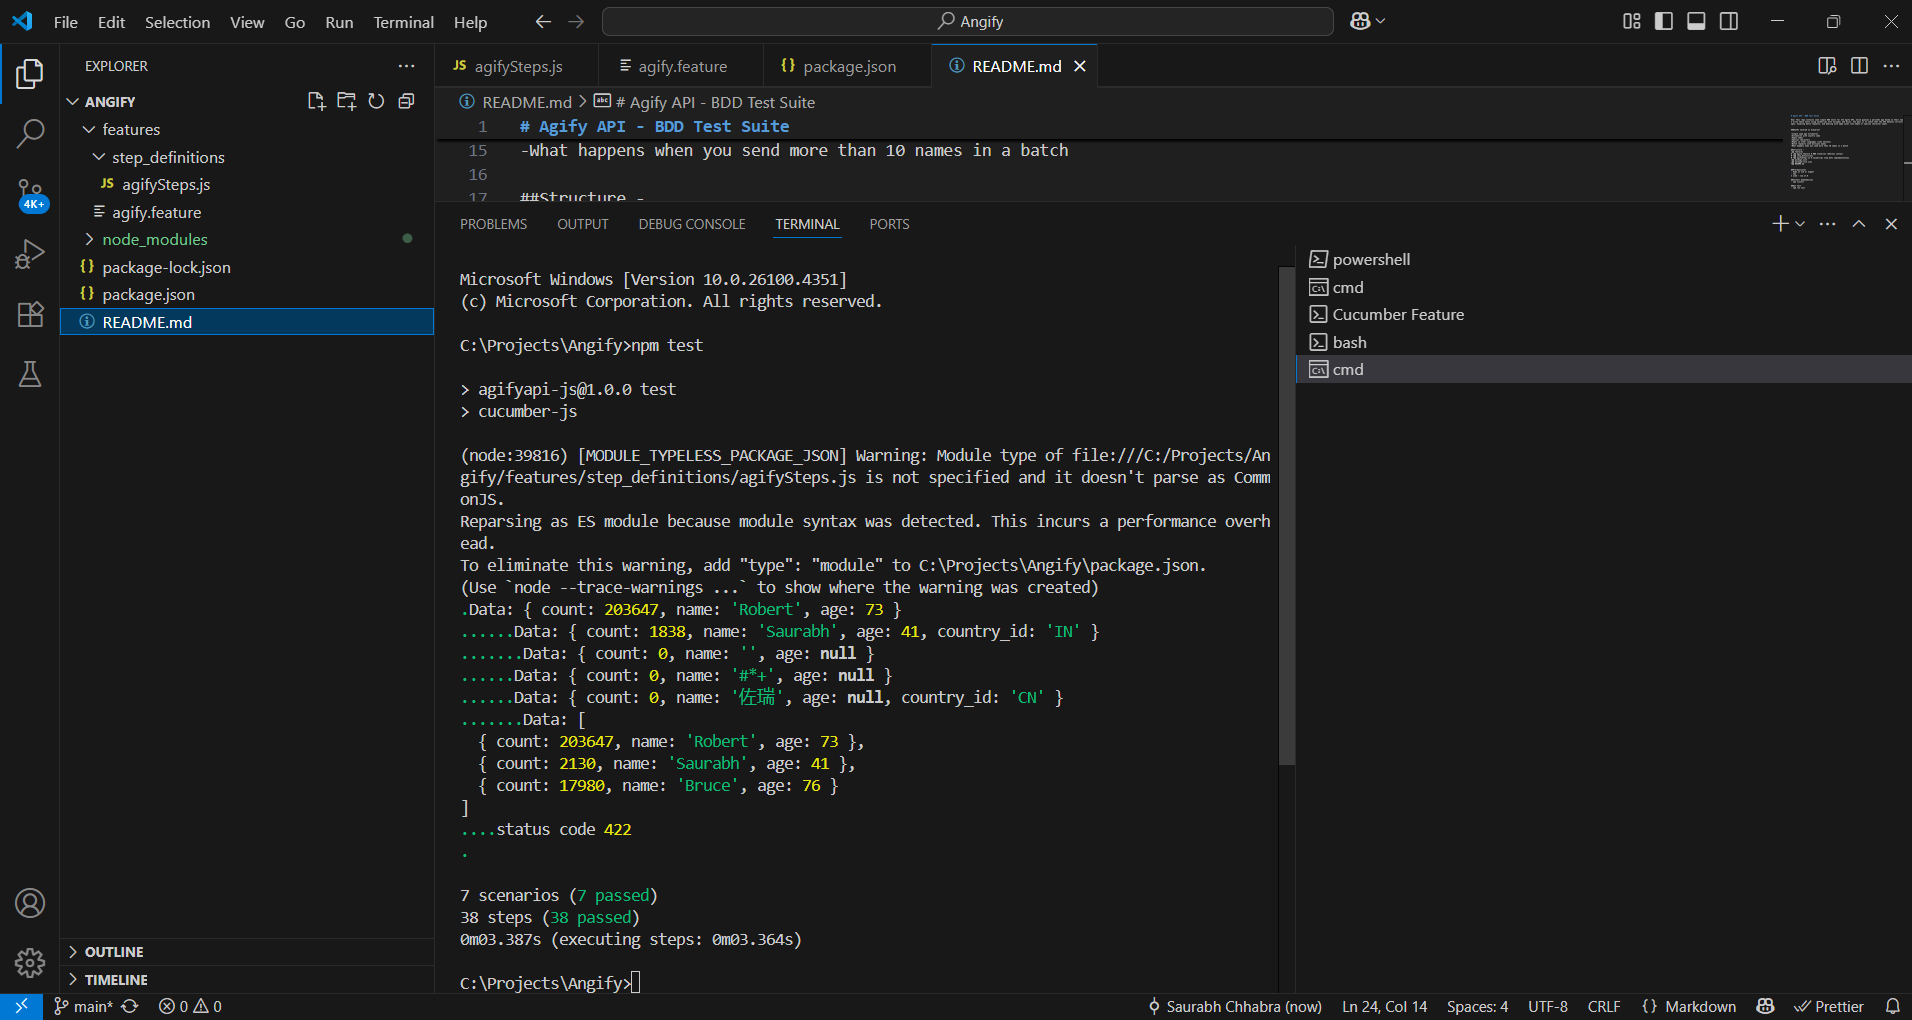 File Edit Selection View Go Run Terminal Help
Angify
EXPLORER
ANGIFY
features
step_definitions
JS agifySteps.js
agify.feature
node_modules
{} package-lock.json
{} package.json
README.md
4K+
OUTLINE
TIMELINE
JS agifySteps.js
agify.feature
{} package.json
README.md
README.md > abc # Agify API - BDD Test Suite
1 # Agify API - BDD Test Suite
15 -What happens when you send more than 10 names in a batch
16
17 ##Structure -
PROBLEMS OUTPUT DEBUG CONSOLE TERMINAL PORTS
Microsoft Windows [Version 10.0.26100.4351]
(c) Microsoft Corporation. All rights reserved.
C:\Projects\Angify>npm test
> agifyapi-js@1.0.0 test
> cucumber-js
(node:39816) [MODULE_TYPELESS_PACKAGE_JSON] Warning: Module type of file:///C:/Projects/An
gify/features/step_definitions/agifySteps.js is not specified and it doesn't parse as Comm
onJS.
Reparsing as ES module because module syntax was detected. This incurs a performance overh
ead.
To eliminate this warning, add "type": "module" to C:\Projects\Angify\package.json.
(Use `node --trace-warnings ...` to show where the warning was created)
.Data: { count: 203647, name: 'Robert', age: 73 }
......Data: { count: 1838, name: 'Saurabh', age: 41, country_id: 'IN' }
.......Data: { count: 0, name: '', age: null }
......Data: { count: 0, name: '#*+', age: null }
......Data: { count: 0, name: '佐瑞', age: null, country_id: 'CN' }
.......Data: [
{ count: 203647, name: 'Robert', age: 73 },
{ count: 2130, name: 'Saurabh', age: 41 },
{ count: 17980, name: 'Bruce', age: 76 }
]
....status code 422
.
7 scenarios (7 passed)
38 steps (38 passed)
0m03.387s (executing steps: 0m03.364s)
C:\Projects\Angify>
powershell
cmd
Cucumber Feature
bash
cmd
main* 0 0 Saurabh Chhabra (now) Ln 24, Col 14 Spaces: 4 UTF-8 CRLF {} Markdown Prettier